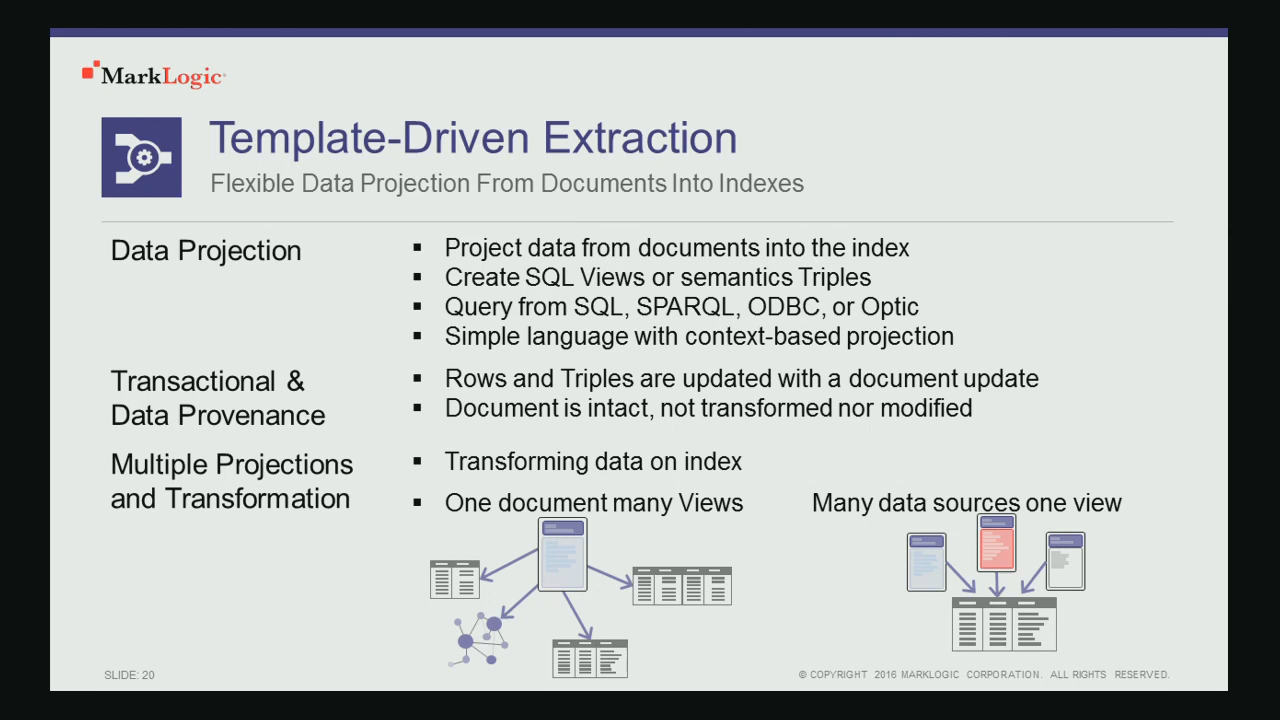 MarkLogic
Template-Driven Extraction
Flexible Data Projection From Documents Into Indexes
Data Projection
▪ Project data from documents into the index
▪ Create SQL Views or semantics Triples
▪ Query from SQL, SPARQL, ODBC, or Optic
▪ Simple language with context-based projection
Transactional &
Data Provenance
▪ Rows and Triples are updated with a document update
▪ Document is intact, not transformed nor modified
Multiple Projections
and Transformation
▪ Transforming data on index
▪ One document many Views
Many data sources one view
SLIDE: 20
© COPYRIGHT 2016 MARKLOGIC CORPORATION. ALL RIGHTS RESERVED.